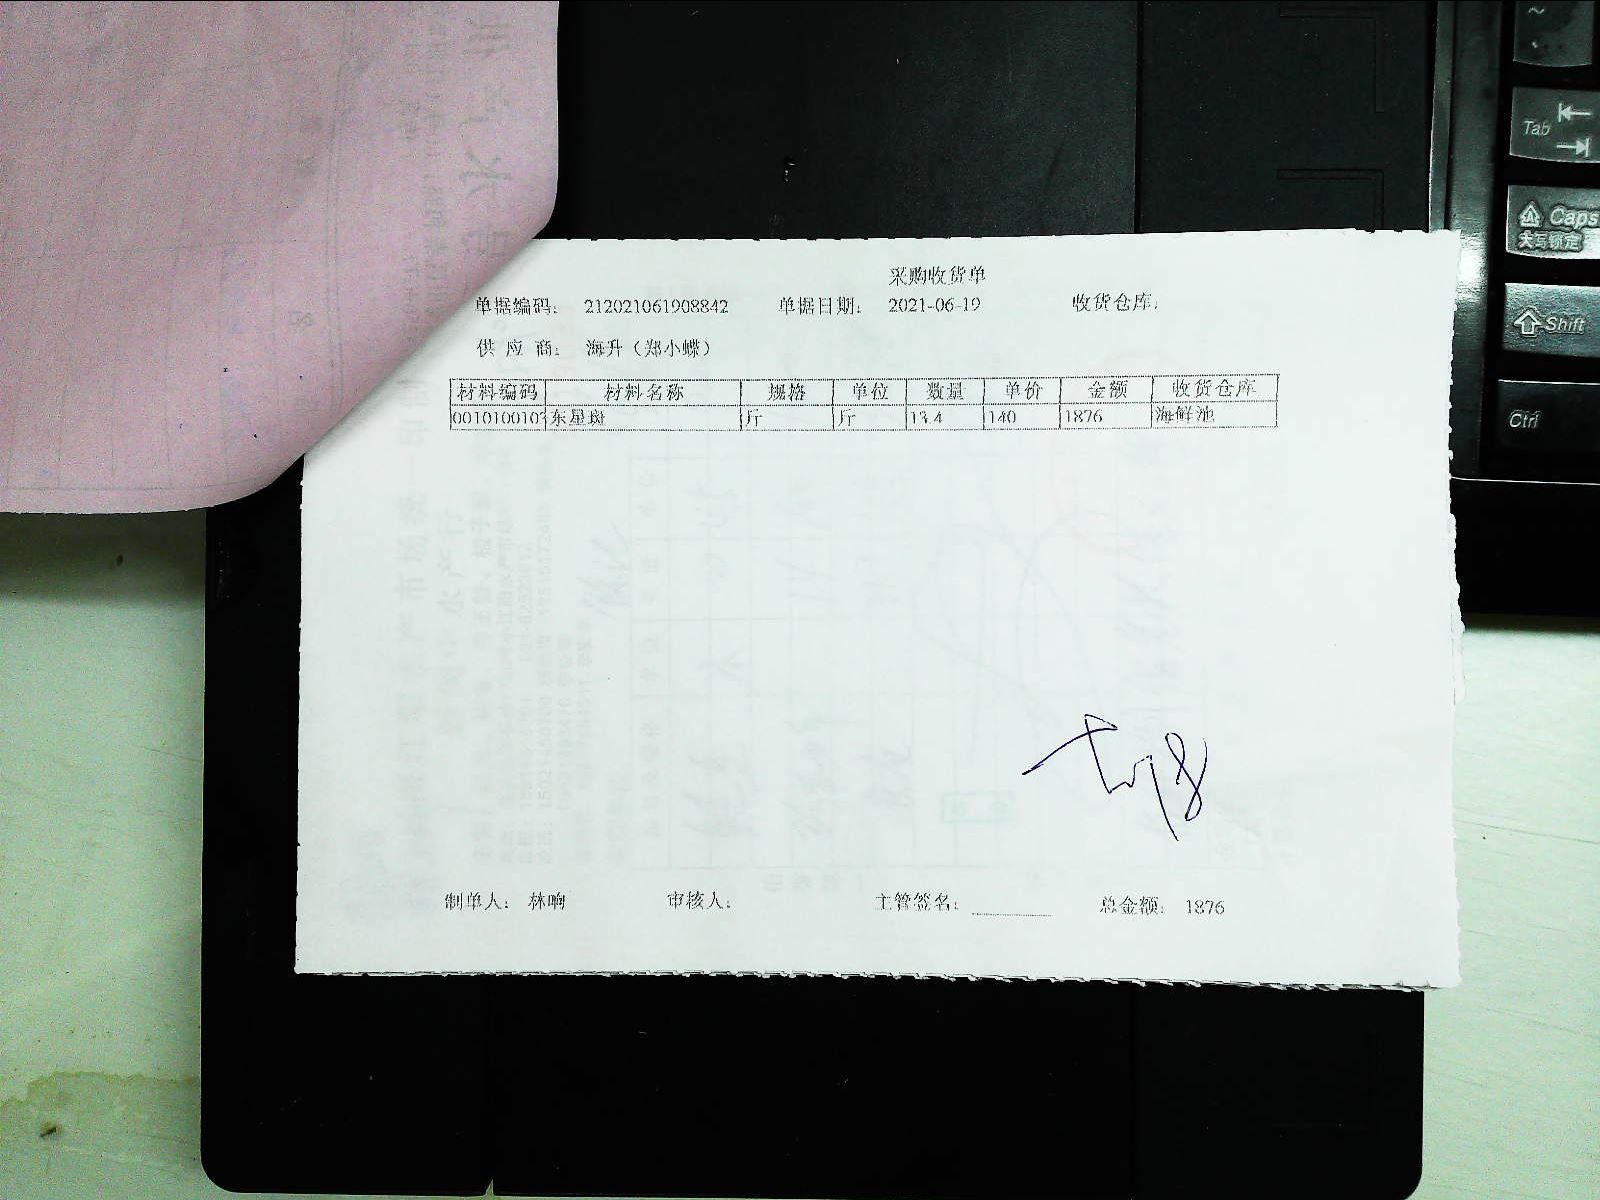 采购收货单
单据编码： 212021061908842 单据日期： 2021-06-19 收货仓库：
供 应 商： 海升（郑小蝶）
材料编码 材料名称 规格 单位 数量 单价 金额 收货仓库
001010010 东星斑 斤 斤 13.4 140 1876 海鲜池
制单人： 林响 审核人： 主管签名： 总金额： 1876
Tab
Caps
大写锁定
Shift
Ctrl